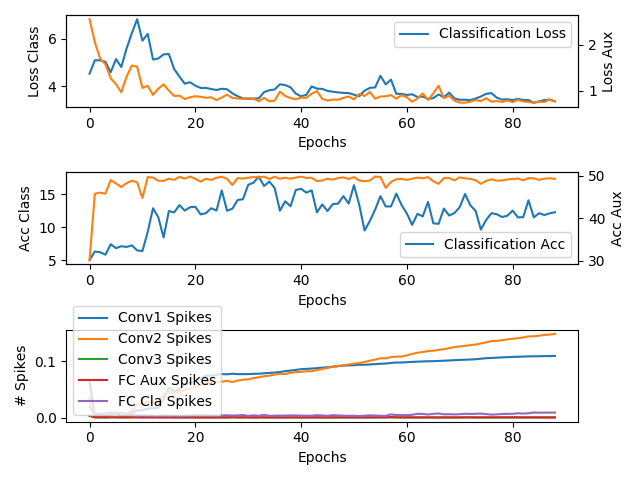 Classification Loss
Loss Class
Loss Aux
6
4
2
1
0 20 40 60 80
Epochs
Classification Acc
Acc Class
Acc Aux
15
10
5
50
40
30
0 20 40 60 80
Epochs
Conv1 Spikes
Conv2 Spikes
Conv3 Spikes
FC Aux Spikes
FC Cla Spikes
# Spikes
0.1
0.0
0 20 40 60 80
Epochs